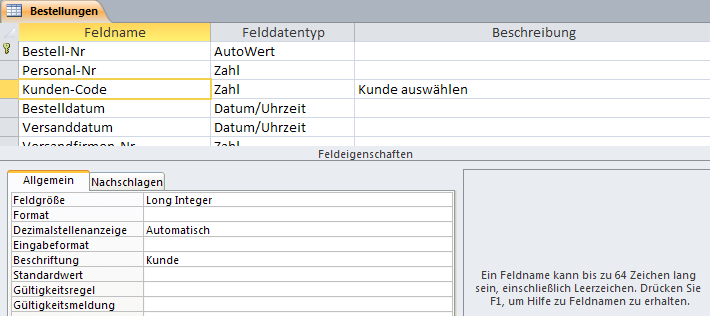 Bestellungen
Feldname Felddatentyp Beschreibung
Bestell-Nr AutoWert
Personal-Nr Zahl
Kunden-Code Zahl Kunde auswählen
Bestelldatum Datum/Uhrzeit
Versanddatum Datum/Uhrzeit
Versandfirmen-Nr Zahl
Feldeigenschaften
Allgemein Nachschlagen
Feldgröße Long Integer
Format
Dezimalstellenanzeige Automatisch
Eingabeformat
Beschriftung Kunde
Standardwert
Gültigkeitsregel
Gültigkeitsmeldung
Ein Feldname kann bis zu 64 Zeichen lang
sein, einschließlich Leerzeichen. Drücken Sie
F1, um Hilfe zu Feldnamen zu erhalten.